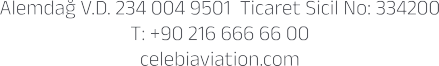 Alemdağ V.D. 234 004 9501 Ticaret Sicil No: 334200
T: +90 216 666 66 00
celebiaviation.com